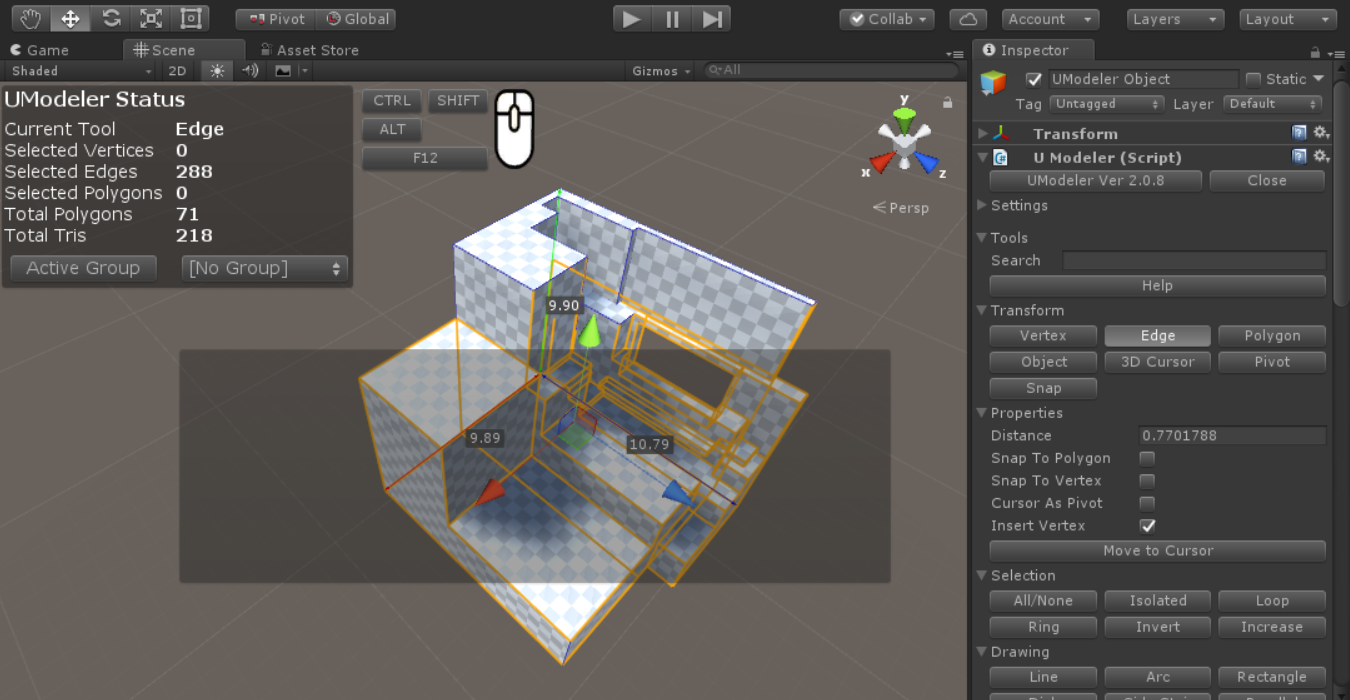 Pivot Global Collab Account Layers Layout
Game Scene Asset Store Inspector
Shaded 2D Gizmos All
UModeler Object Static
Tag Untagged Layer Default
UModeler Status
Current Tool Edge
Selected Vertices 0
Selected Edges 288
Selected Polygons 0
Total Polygons 71
Total Tris 218
Active Group [No Group]
CTRL SHIFT
ALT
F12
y
x z
Persp
9.90
9.89
10.79
Transform
U Modeler (Script)
UModeler Ver 2.0.8 Close
Settings
Tools
Search
Help
Transform
Vertex Edge Polygon
Object 3D Cursor Pivot
Snap
Properties
Distance 0.7701788
Snap To Polygon
Snap To Vertex
Cursor As Pivot
Insert Vertex
Move to Cursor
Selection
All/None Isolated Loop
Ring Invert Increase
Drawing
Line Arc Rectangle